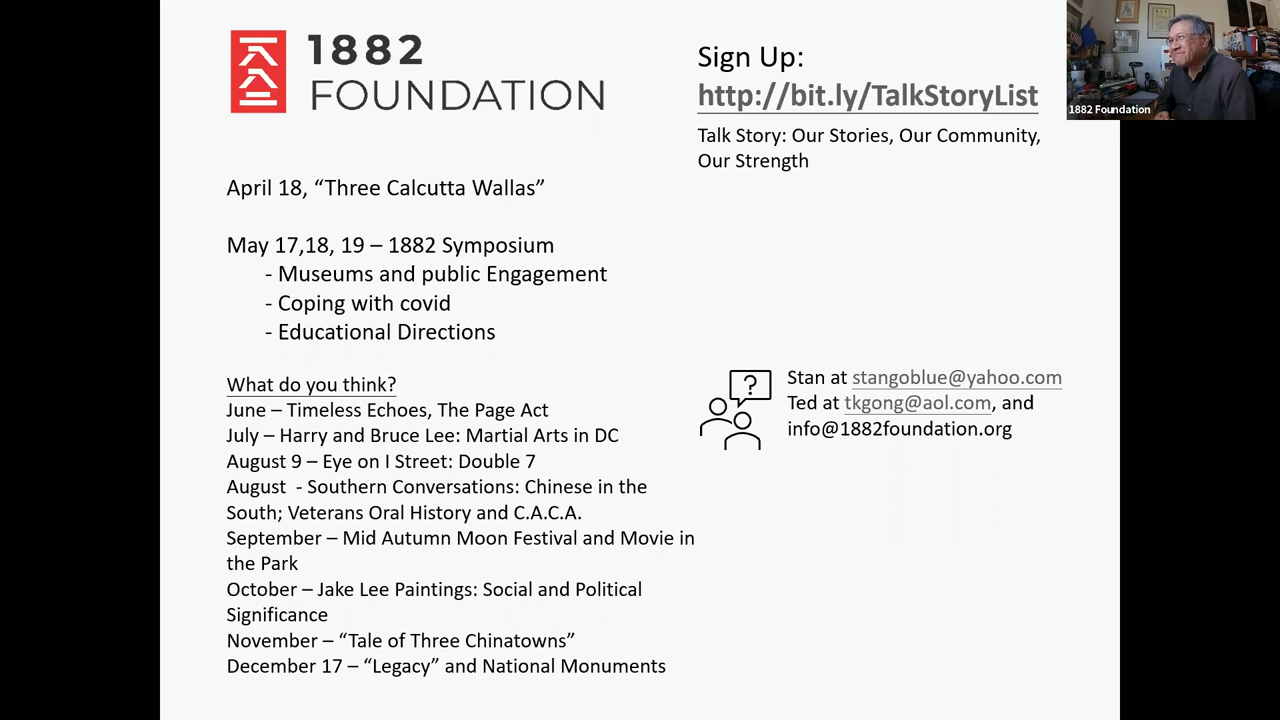 1882
FOUNDATION
Sign Up:
http://bit.ly/TalkStoryList
Talk Story: Our Stories, Our Community,
Our Strength
1882 Foundation
April 18, “Three Calcutta Wallas”
May 17,18, 19 – 1882 Symposium
- Museums and public Engagement
- Coping with covid
- Educational Directions
What do you think?
June – Timeless Echoes, The Page Act
July – Harry and Bruce Lee: Martial Arts in DC
August 9 – Eye on I Street: Double 7
August  - Southern Conversations: Chinese in the
South; Veterans Oral History and C.A.C.A.
September – Mid Autumn Moon Festival and Movie in
the Park
October – Jake Lee Paintings: Social and Political
Significance
November – “Tale of Three Chinatowns”
December 17 – “Legacy” and National Monuments
?
Stan at stangoblue@yahoo.com
Ted at tkgong@aol.com, and
info@1882foundation.org